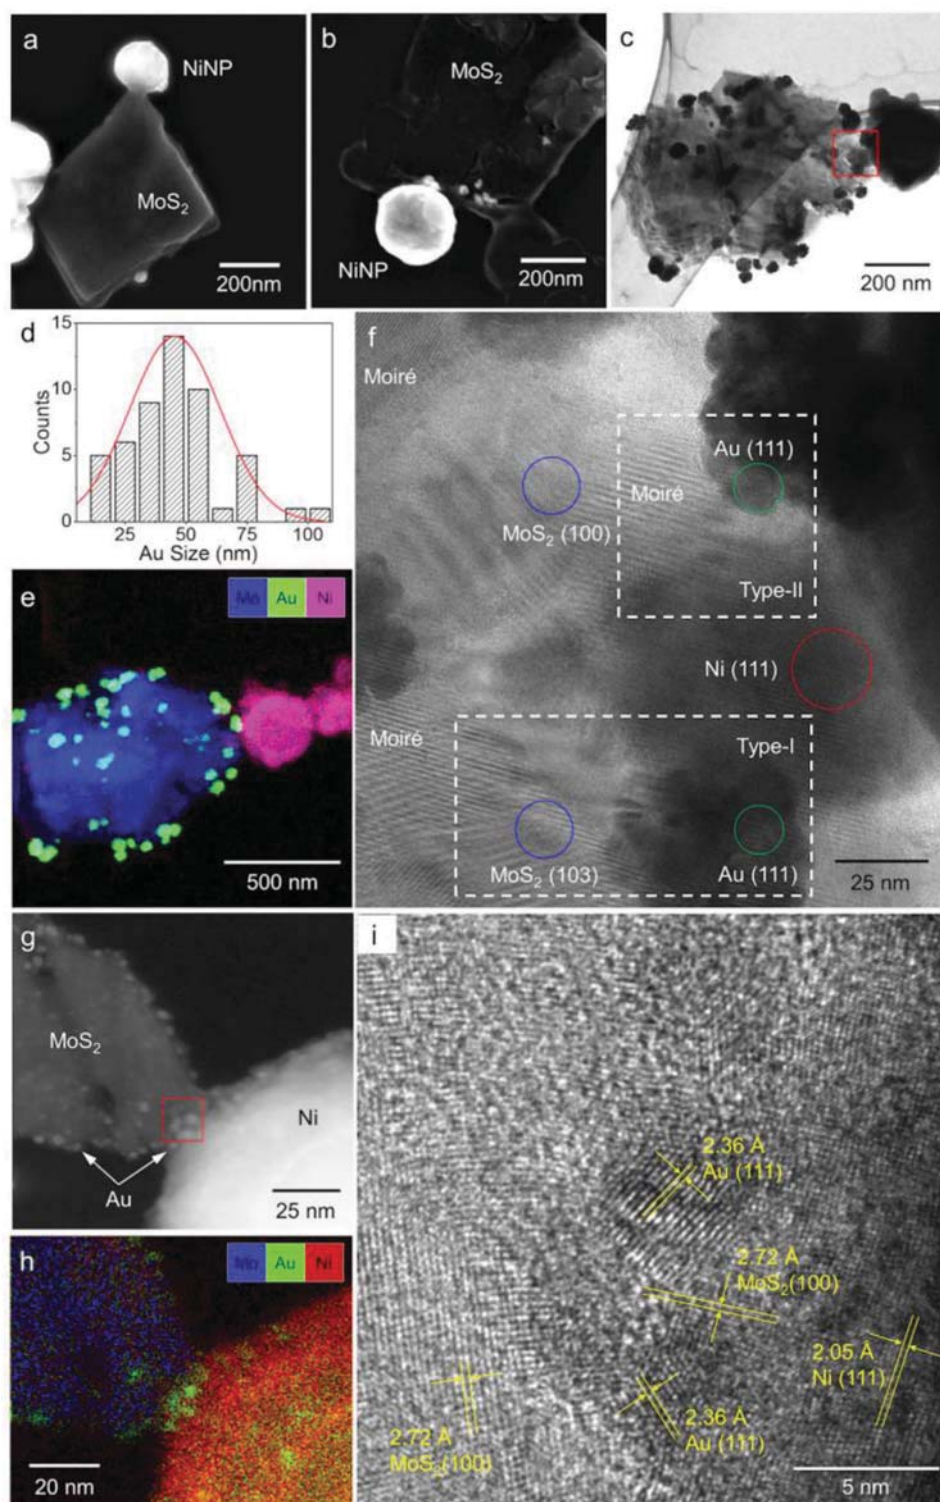 a
NiNP
MoS2
200nm
b
MoS2
NiNP
200nm
c
200 nm
d
15
10
5
0
Counts
25 50 75 100
Au Size (nm)
e
Mo Au Ni
500 nm
f
Moiré
Au (111)
Moiré
MoS2 (100)
Type-II
Ni (111)
Moiré
Type-I
MoS2 (103)
Au (111)
25 nm
g
MoS2
Ni
Au
25 nm
h
Mo Au Ni
20 nm
i
2.36 Å
Au (111)
2.72 Å
MoS2(100)
2.05 Å
Ni (111)
2.36 Å
Au (111)
2.72 Å
MoS2(100)
5 nm